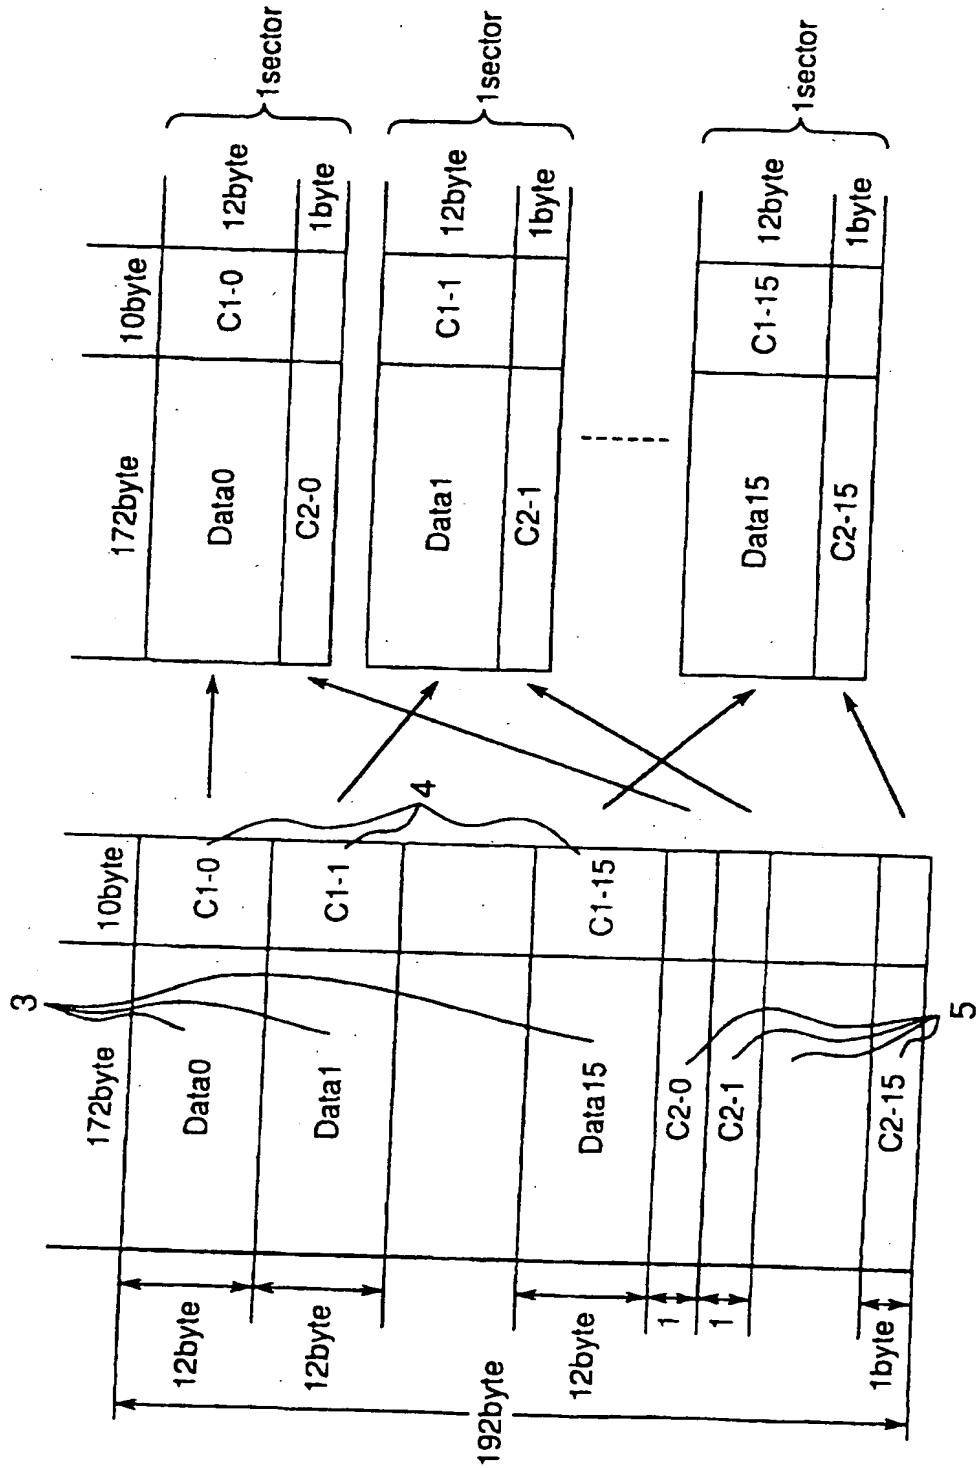 172byte 10byte
Data0 C1-0 12byte
C2-0 1byte
1sector
Data1 C1-1 12byte
C2-1 1byte
1sector
Data15 C1-15 12byte
C2-15 1byte
1sector
3
172byte 10byte
12byte Data0 C1-0
12byte Data1 C1-1
4
192byte
12byte Data15 C1-15
1 C2-0
1 C2-1
1byte C2-15
5